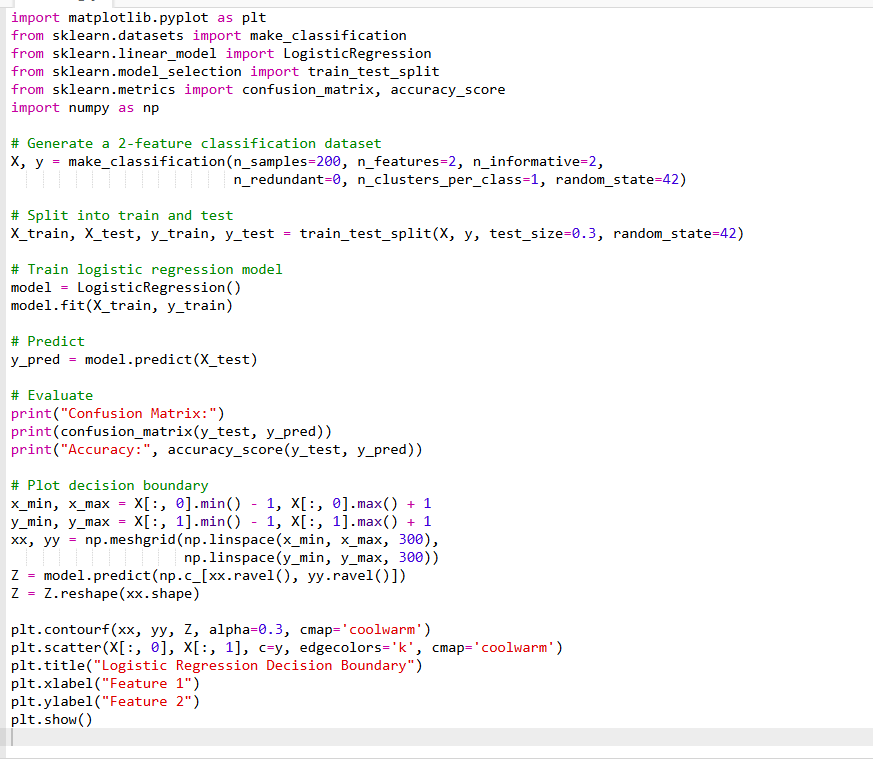 import matplotlib.pyplot as plt
from sklearn.datasets import make_classification
from sklearn.linear_model import LogisticRegression
from sklearn.model_selection import train_test_split
from sklearn.metrics import confusion_matrix, accuracy_score
import numpy as np

# Generate a 2-feature classification dataset
X, y = make_classification(n_samples=200, n_features=2, n_informative=2,
                           n_redundant=0, n_clusters_per_class=1, random_state=42)

# Split into train and test
X_train, X_test, y_train, y_test = train_test_split(X, y, test_size=0.3, random_state=42)

# Train logistic regression model
model = LogisticRegression()
model.fit(X_train, y_train)

# Predict
y_pred = model.predict(X_test)

# Evaluate
print("Confusion Matrix:")
print(confusion_matrix(y_test, y_pred))
print("Accuracy:", accuracy_score(y_test, y_pred))

# Plot decision boundary
x_min, x_max = X[:, 0].min() - 1, X[:, 0].max() + 1
y_min, y_max = X[:, 1].min() - 1, X[:, 1].max() + 1
xx, yy = np.meshgrid(np.linspace(x_min, x_max, 300),
                     np.linspace(y_min, y_max, 300))
Z = model.predict(np.c_[xx.ravel(), yy.ravel()])
Z = Z.reshape(xx.shape)

plt.contourf(xx, yy, Z, alpha=0.3, cmap='coolwarm')
plt.scatter(X[:, 0], X[:, 1], c=y, edgecolors='k', cmap='coolwarm')
plt.title("Logistic Regression Decision Boundary")
plt.xlabel("Feature 1")
plt.ylabel("Feature 2")
plt.show()